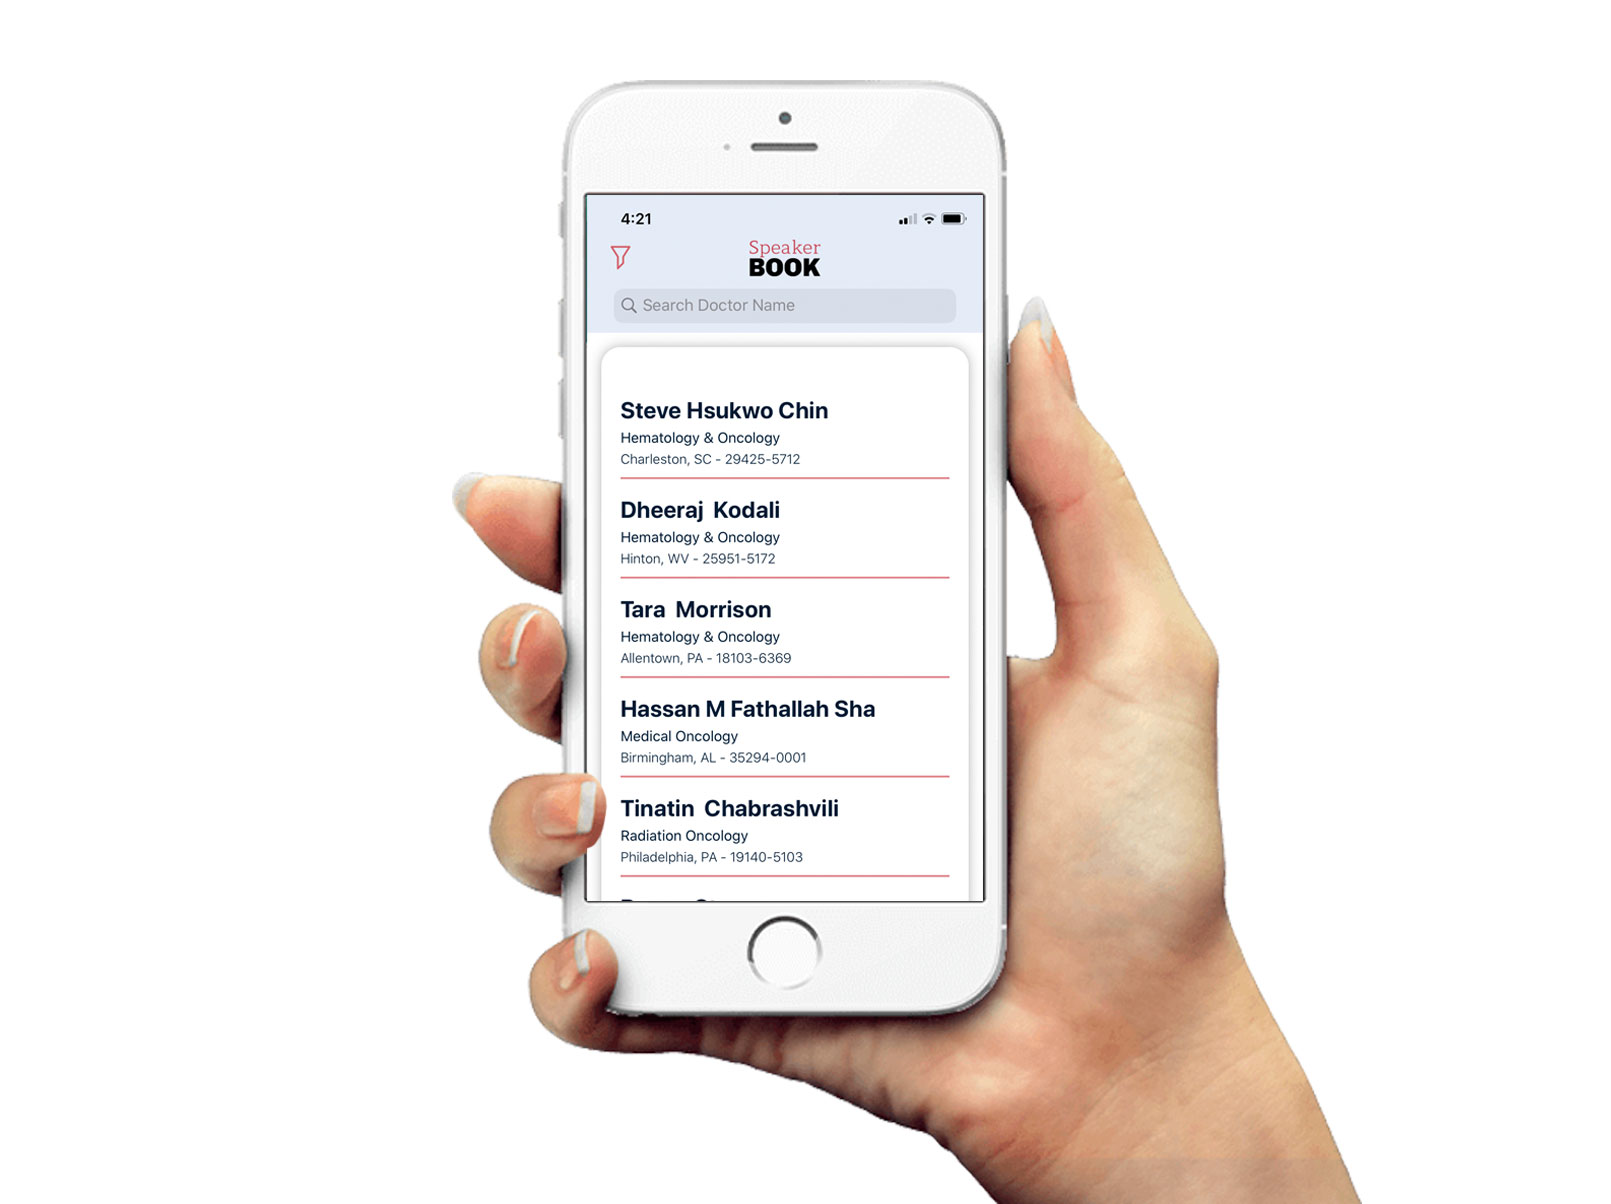 4:21
Speaker
BOOK
Search Doctor Name
Steve Hsukwo Chin
Hematology & Oncology
Charleston, SC - 29425-5712
Dheeraj Kodali
Hematology & Oncology
Hinton, WV - 25951-5172
Tara Morrison
Hematology & Oncology
Allentown, PA - 18103-6369
Hassan M Fathallah Sha
Medical Oncology
Birmingham, AL - 35294-0001
Tinatin Chabrashvili
Radiation Oncology
Philadelphia, PA - 19140-5103